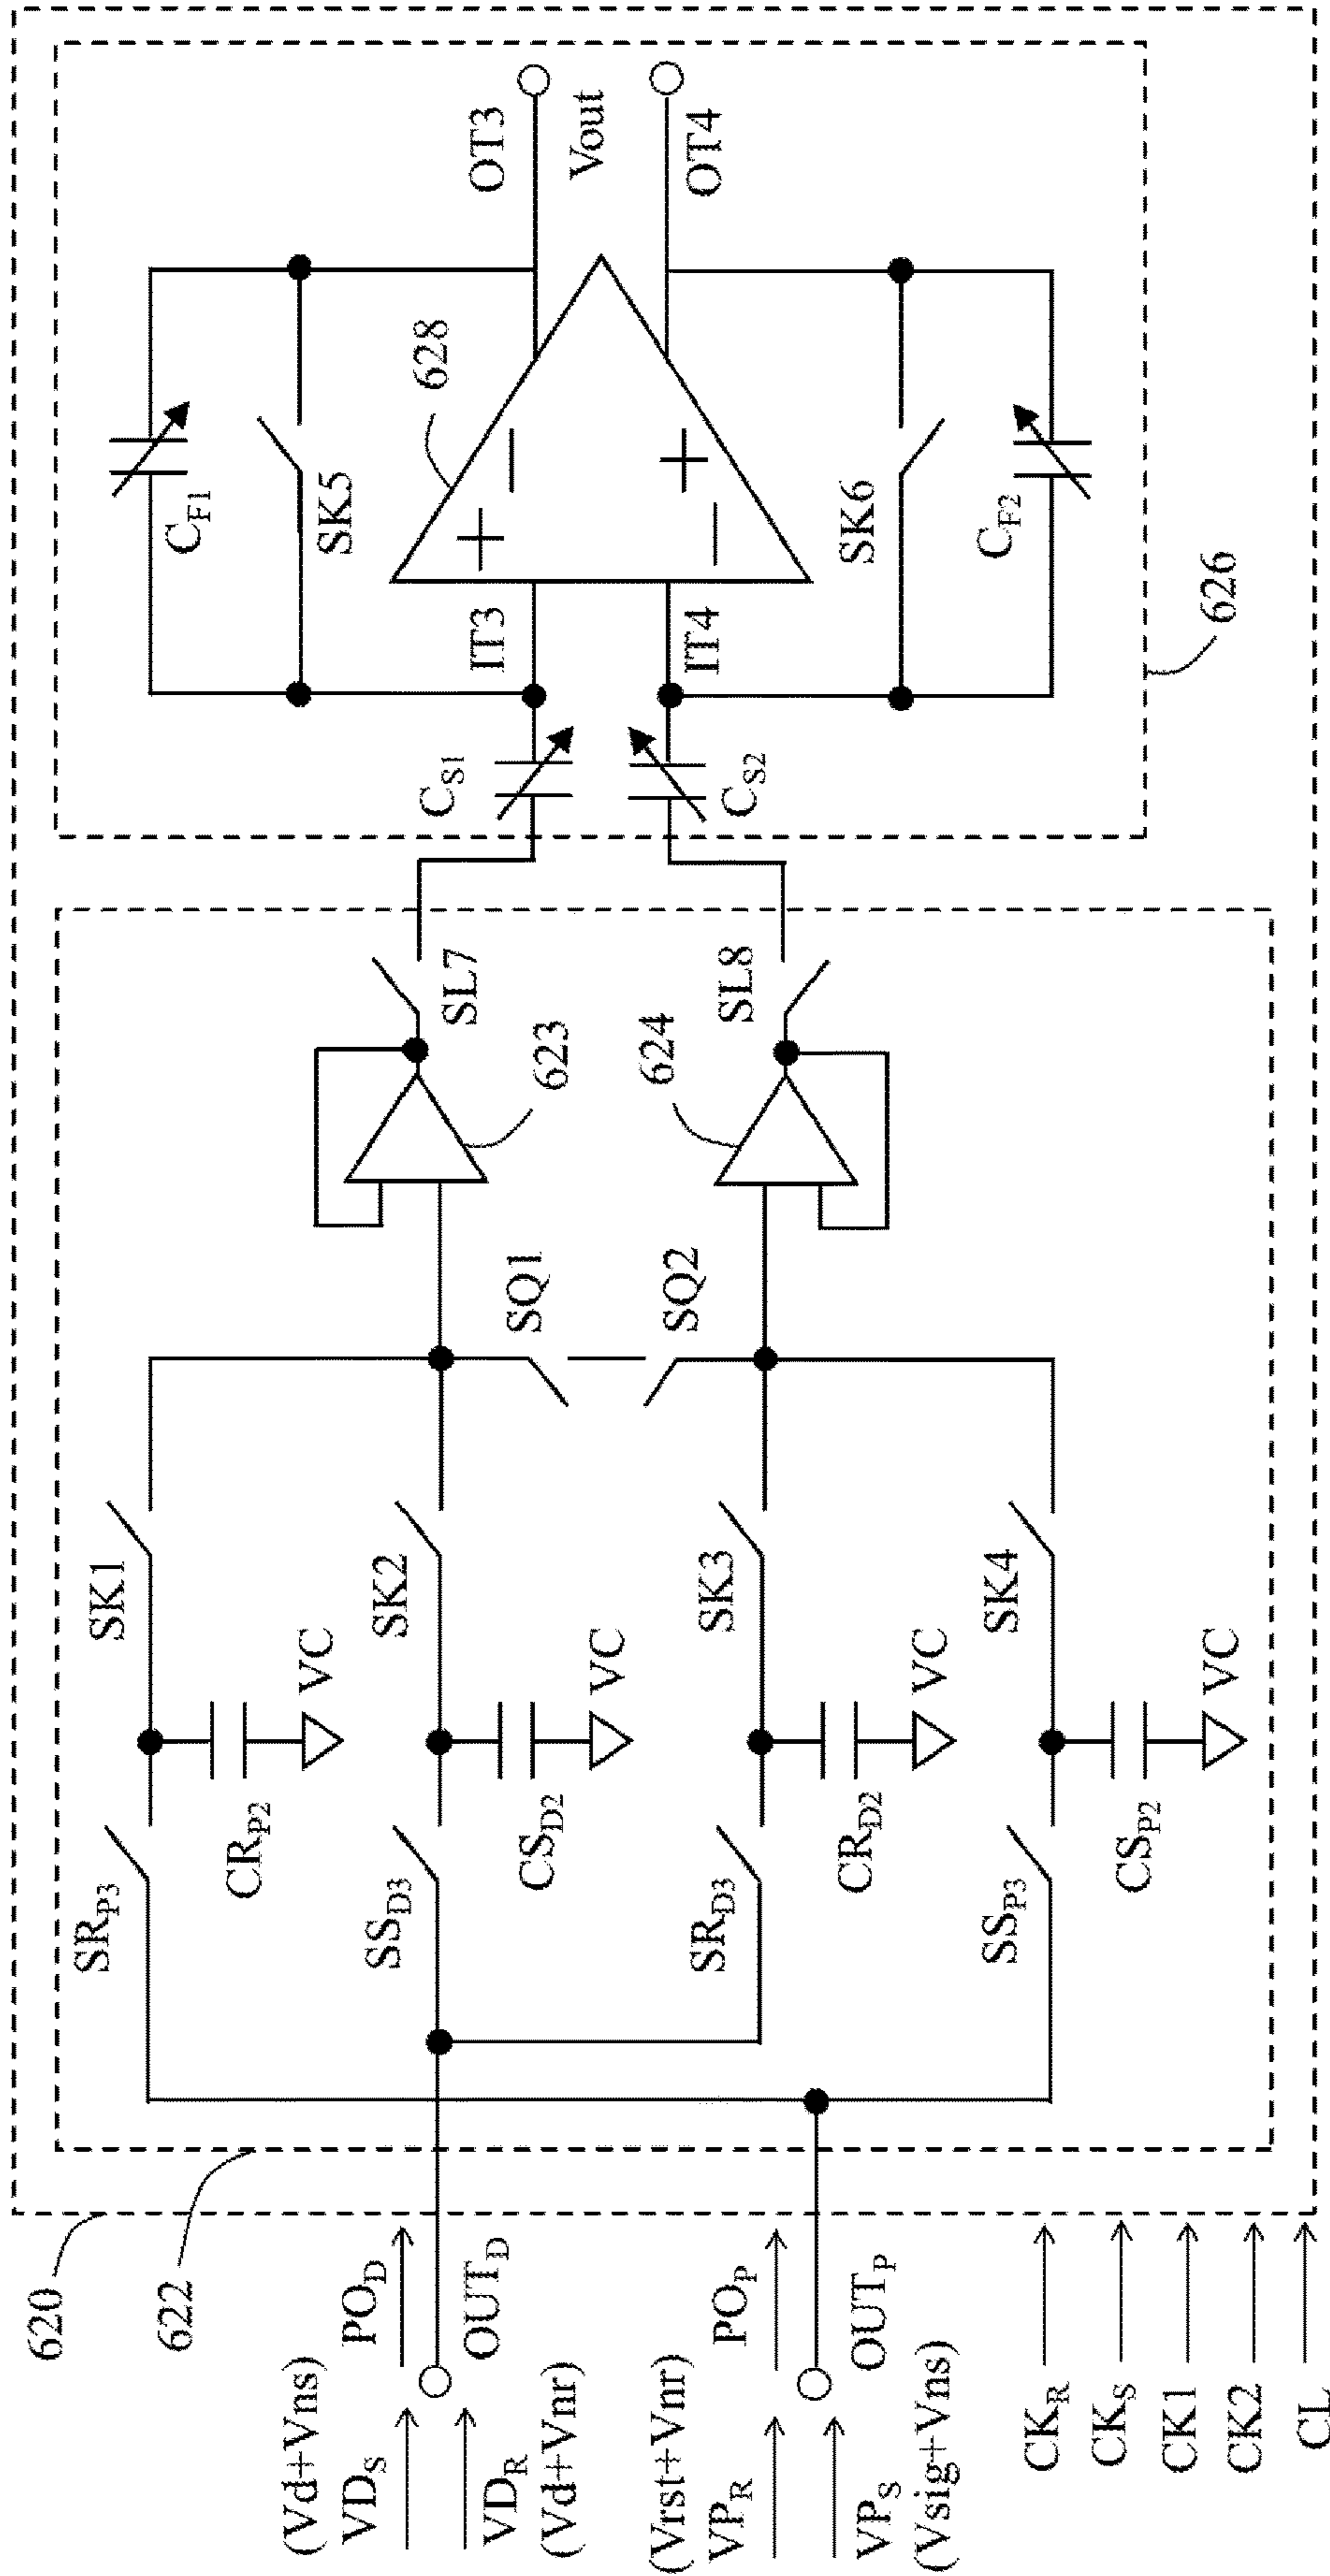 620
622
626
(Vd+Vns)
VD_S
PO_D
OUT_D
VD_R
(Vd+Vnr)
(Vrst+Vnr)
VP_R
PO_P
OUT_P
VP_S
(Vsig+Vns)
CK_R
CK_S
CK1
CK2
CL
SR_P3
CR_P2
VC
SK1
SS_D3
CS_D2
VC
SK2
SR_D3
CR_D2
VC
SK3
SS_P3
CS_P2
VC
SK4
SQ1
SQ2
623
624
SL7
SL8
C_S1
C_S2
IT3
IT4
C_F1
SK5
628
+
−
−
+
SK6
C_F2
OT3
Vout
OT4